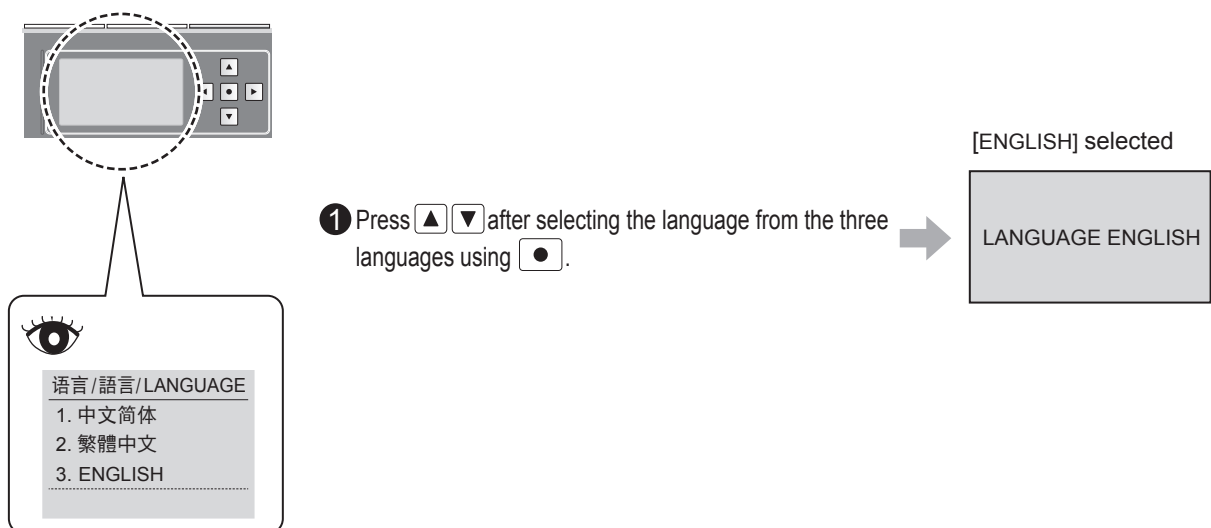 语言/語言/LANGUAGE
1. 中文简体
2. 繁體中文
3. ENGLISH
❶ Press ▲ ▼ after selecting the language from the three
languages using ●.
[ENGLISH] selected
LANGUAGE ENGLISH